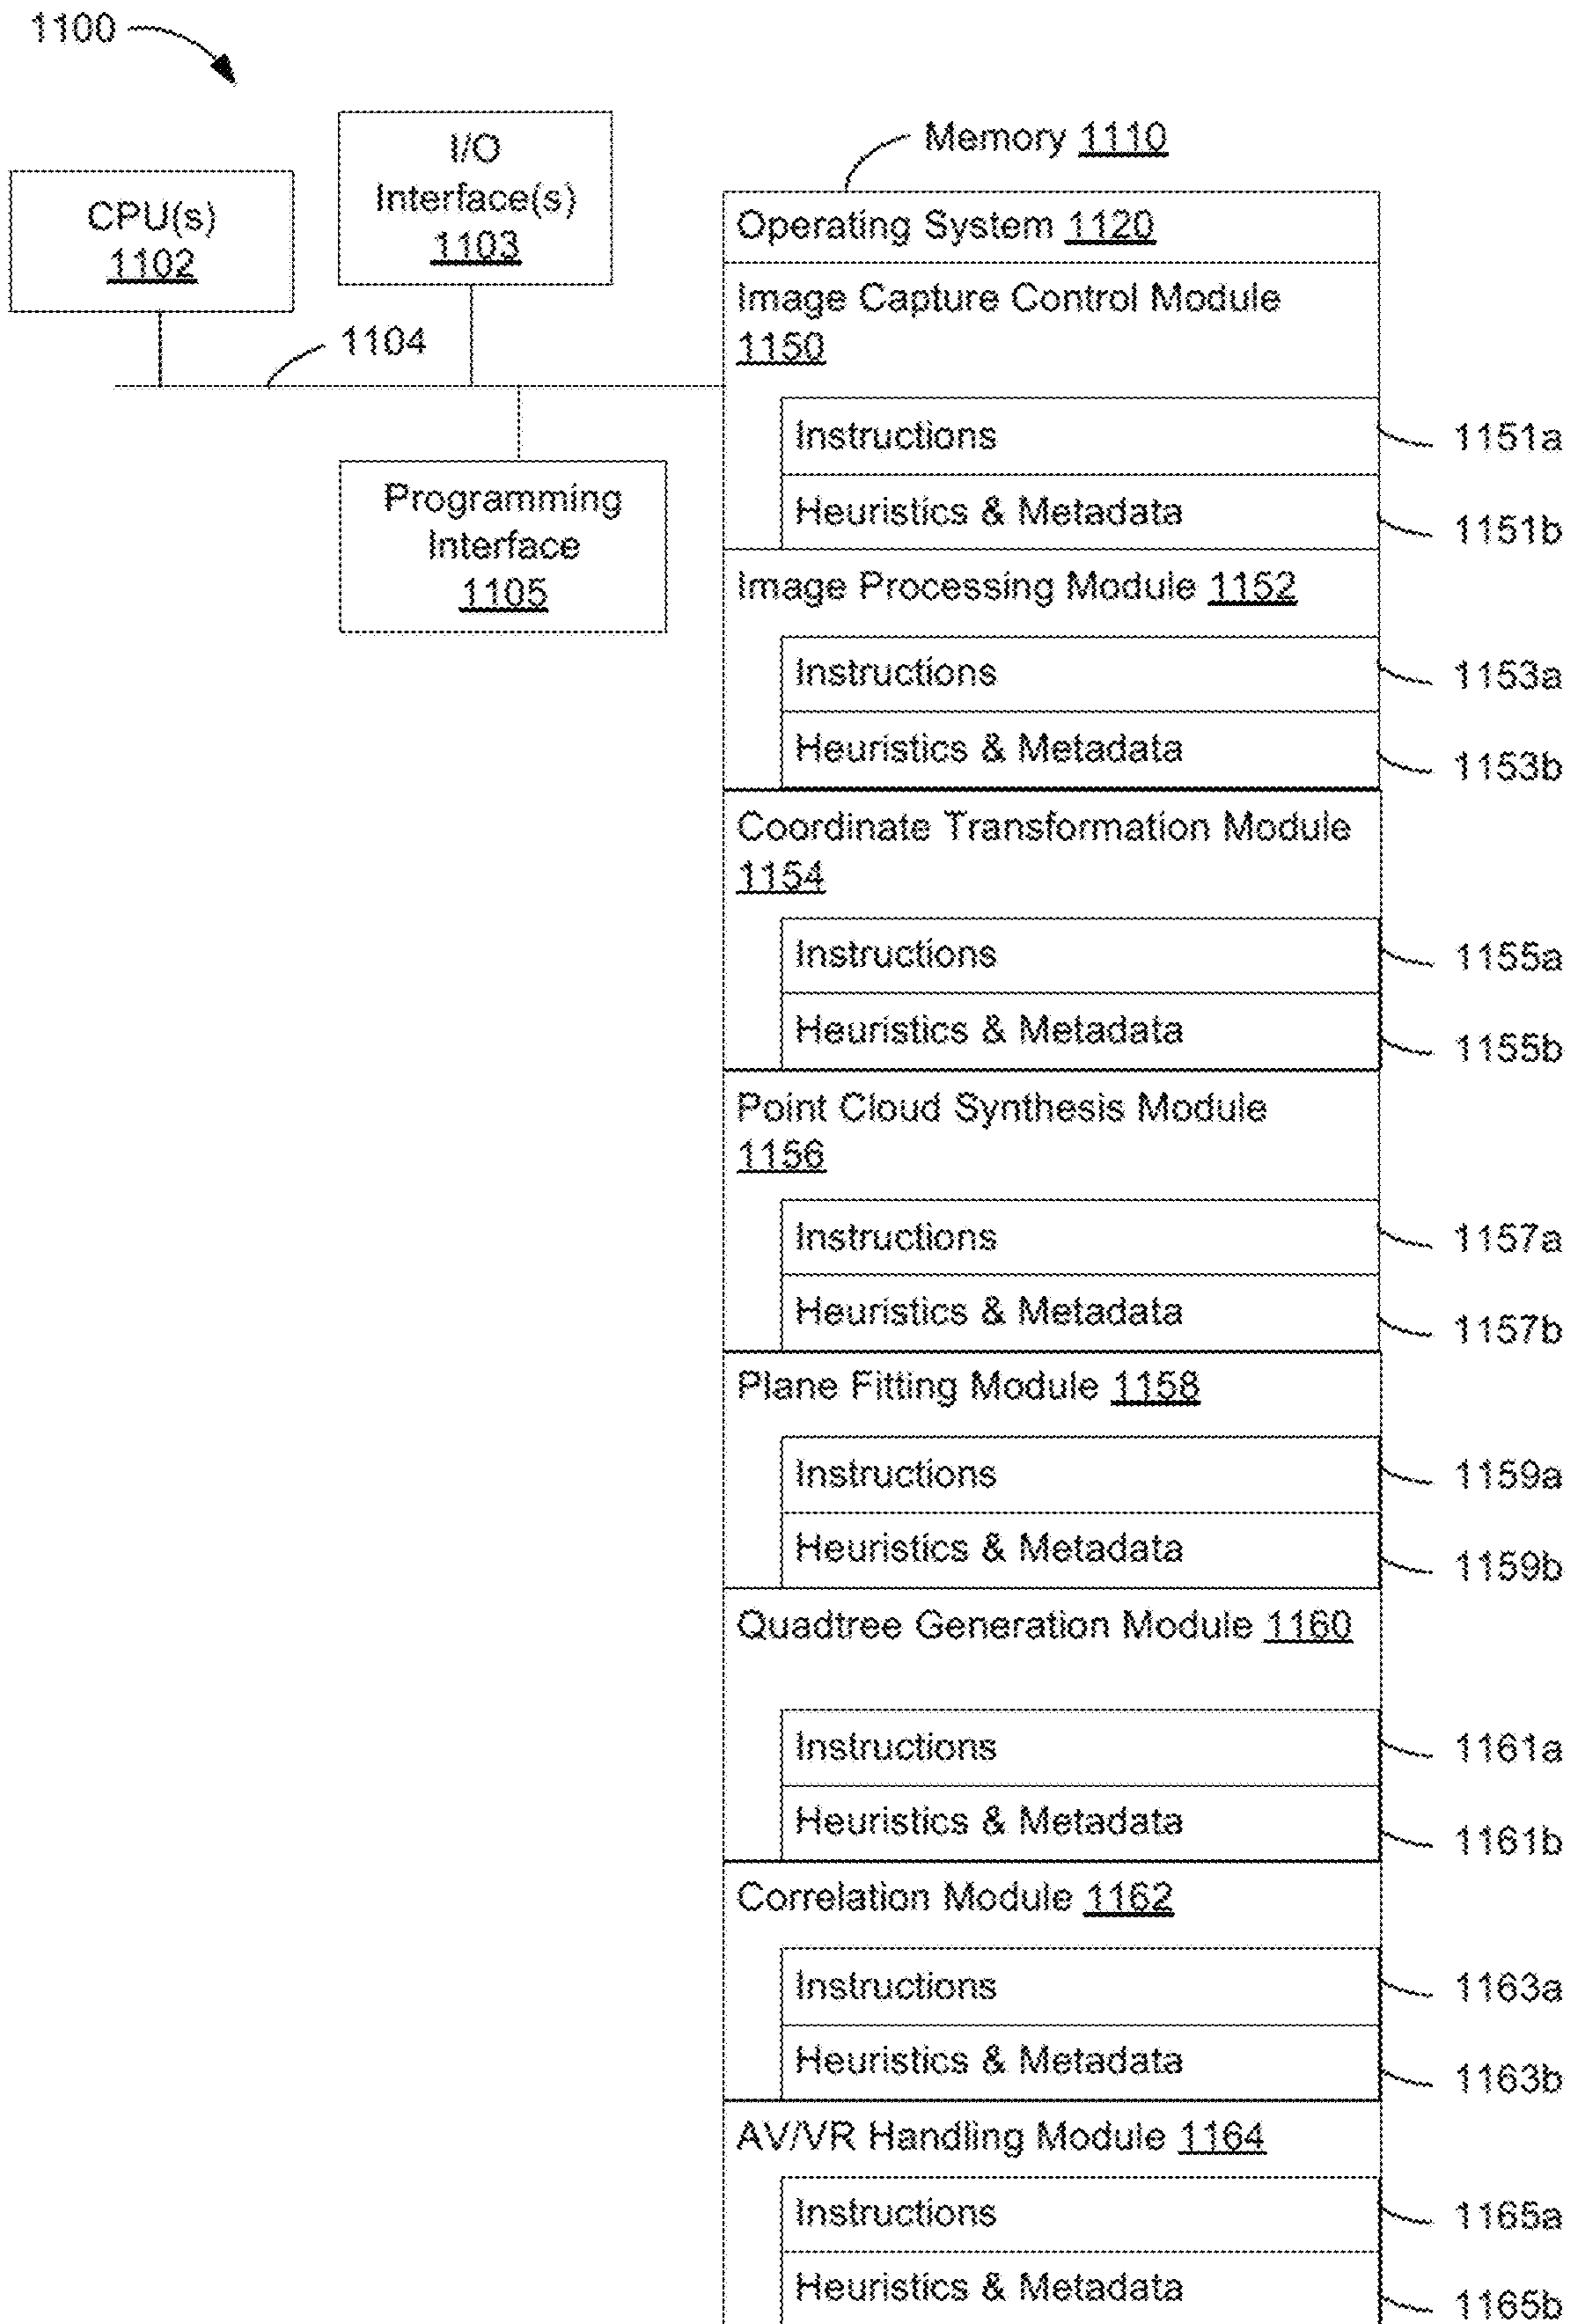 1100
I/O
Interface(s)
1103
CPU(s)
1102
1104
Programming
Interface
1105
Memory 1110
Operating System 1120
Image Capture Control Module
1150
Instructions
1151a
Heuristics & Metadata
1151b
Image Processing Module 1152
Instructions
1153a
Heuristics & Metadata
1153b
Coordinate Transformation Module
1154
Instructions
1155a
Heuristics & Metadata
1155b
Point Cloud Synthesis Module
1156
Instructions
1157a
Heuristics & Metadata
1157b
Plane Fitting Module 1158
Instructions
1159a
Heuristics & Metadata
1159b
Quadtree Generation Module 1160
Instructions
1161a
Heuristics & Metadata
1161b
Correlation Module 1162
Instructions
1163a
Heuristics & Metadata
1163b
AV/VR Handling Module 1164
Instructions
1165a
Heuristics & Metadata
1165b